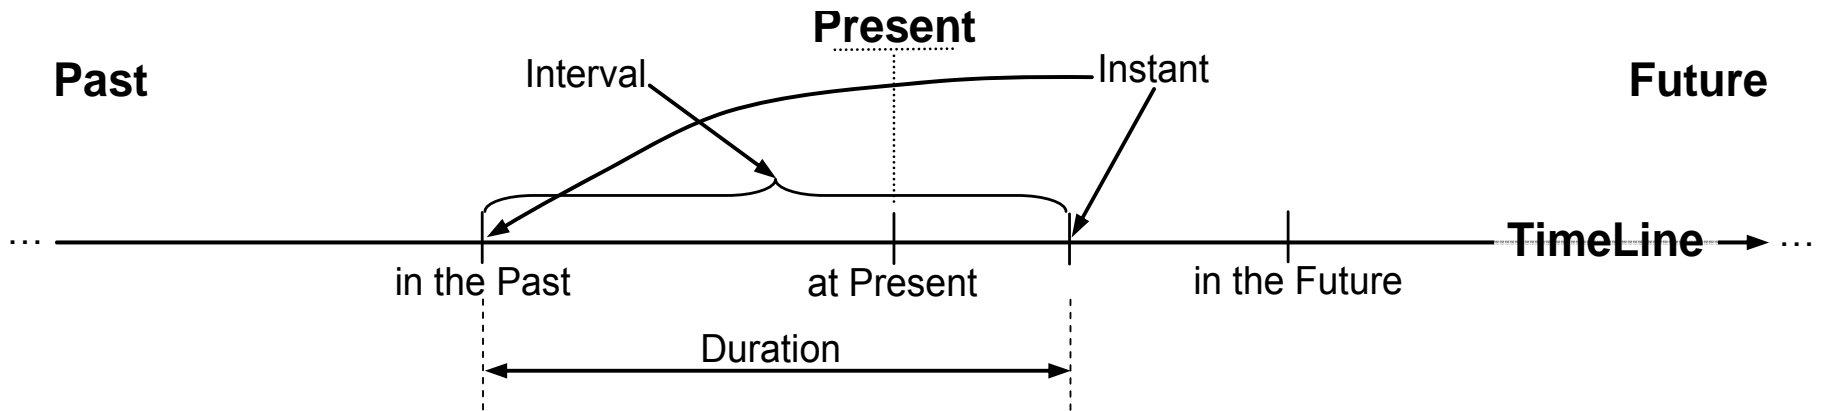 Present
Past
Interval
Instant
Future
...
TimeLine
...
in the Past
at Present
in the Future
Duration